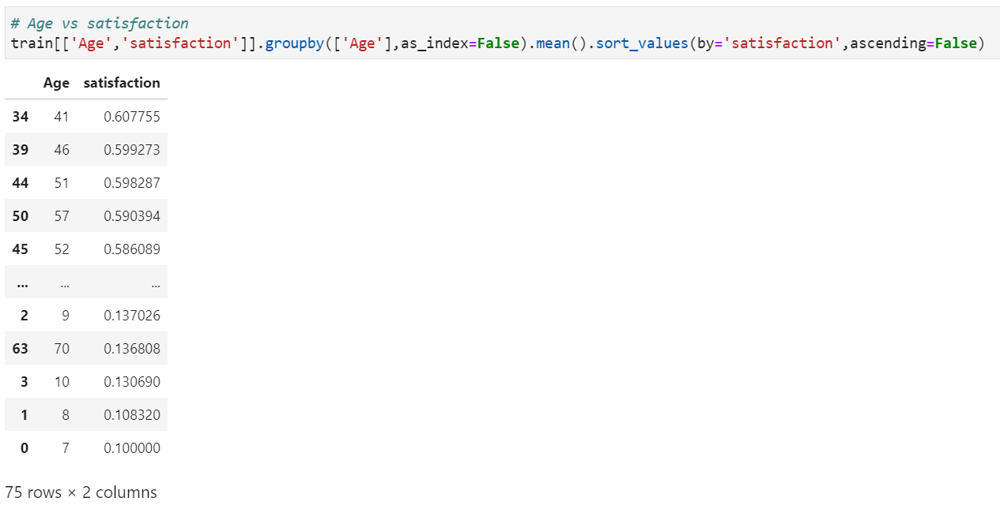 # Age vs satisfaction
train[['Age','satisfaction']].groupby(['Age'],as_index=False).mean().sort_values(by='satisfaction',ascending=False)
Age satisfaction
34 41 0.607755
39 46 0.599273
44 51 0.598287
50 57 0.590394
45 52 0.586089
... ... ...
2 9 0.137026
63 70 0.136808
3 10 0.130690
1 8 0.108320
0 7 0.100000
75 rows × 2 columns